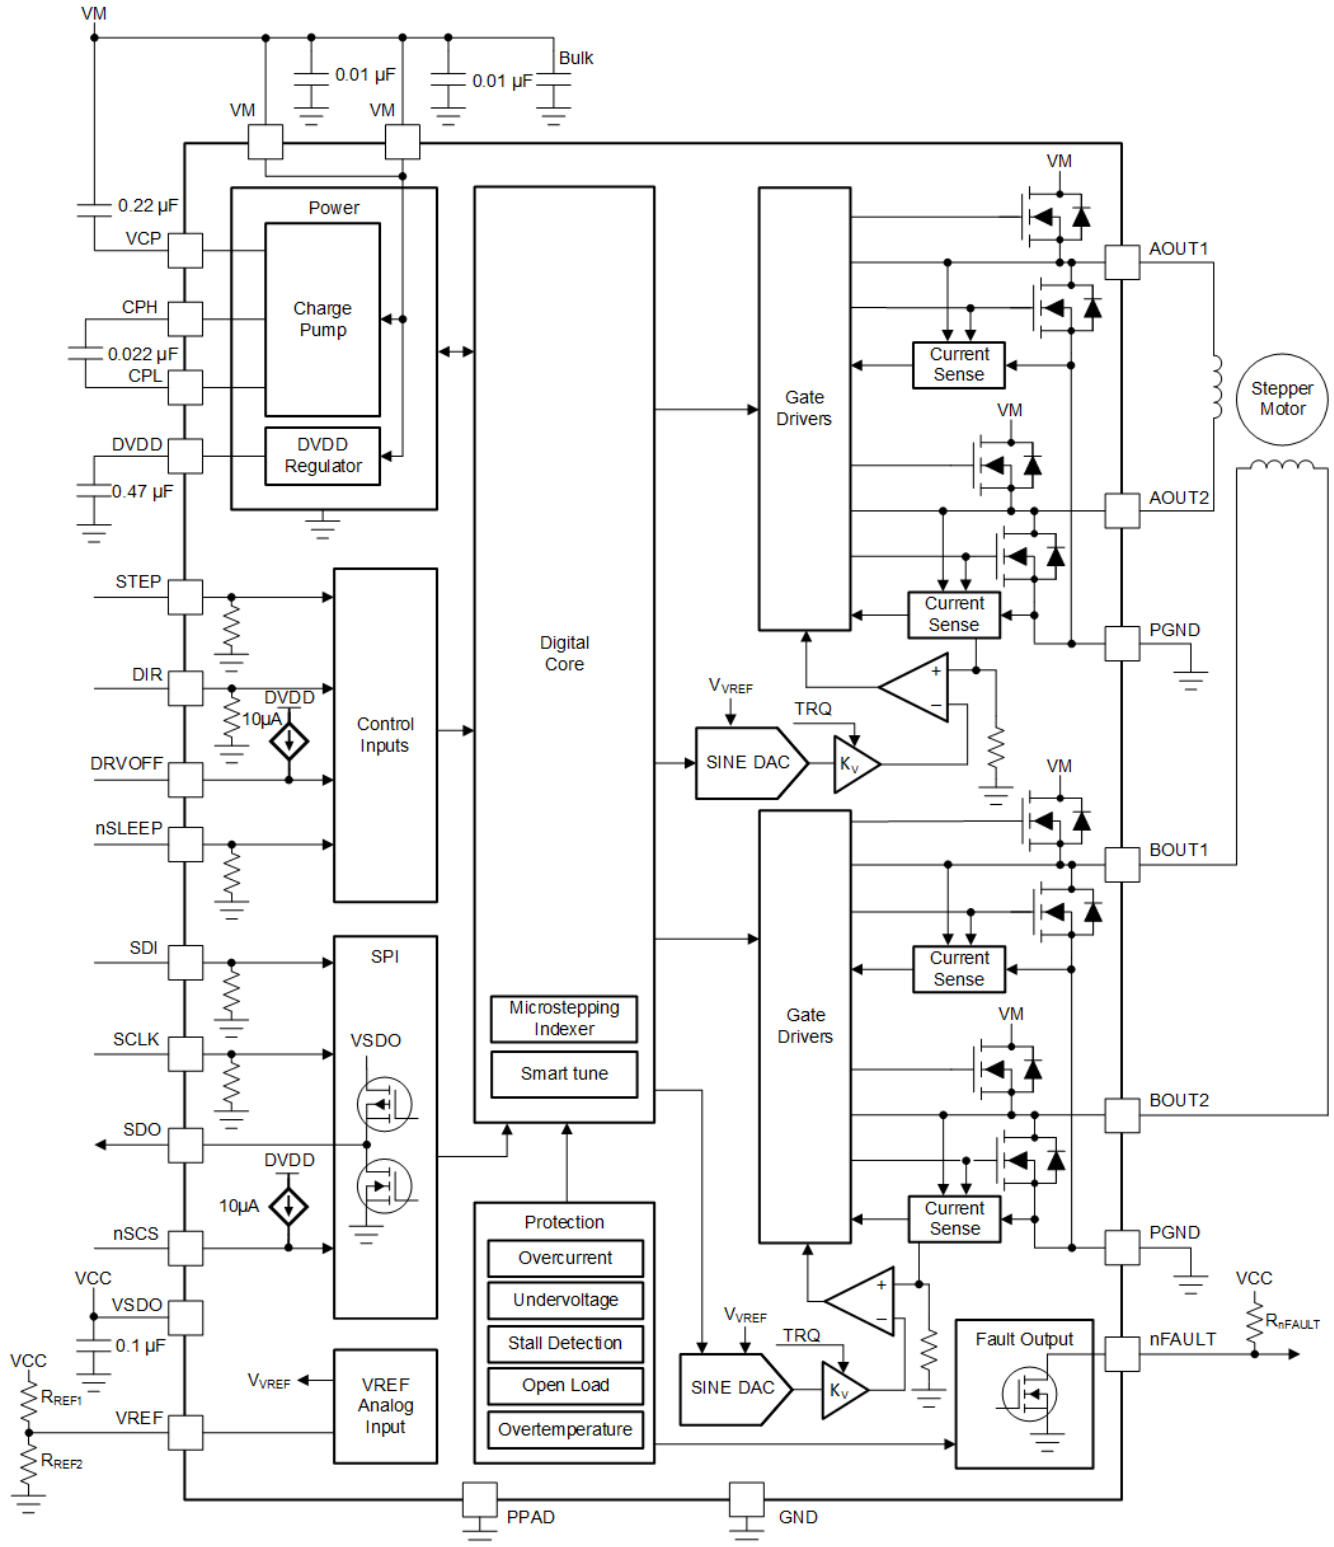 VM
Bulk
0.01 µF
0.01 µF
VM
VM
VM
0.22 µF
Power
VCP
AOUT1
CPH
Charge
Pump
0.022 µF
CPL
Current
Sense
Stepper
Motor
Gate
Drivers
VM
DVDD
DVDD
Regulator
0.47 µF
AOUT2
STEP
Current
Sense
PGND
Digital
Core
DIR
DVDD
10µA
VVREF
TRQ
Control
Inputs
DRVOFF
SINE DAC
KV
VM
nSLEEP
BOUT1
SDI
SPI
Current
Sense
Microstepping
Indexer
Gate
Drivers
VM
SCLK
VSDO
Smart tune
BOUT2
SDO
DVDD
10µA
Current
Sense
nSCS
Protection
PGND
Overcurrent
VCC
VCC
VSDO
Undervoltage
VVREF
TRQ
RnFAULT
0.1 µF
Stall Detection
Fault Output
nFAULT
VCC
VVREF
VREF
Analog
Input
Open Load
SINE DAC
KV
RREF1
VREF
Overtemperature
RREF2
PPAD
GND
+
−
+
−